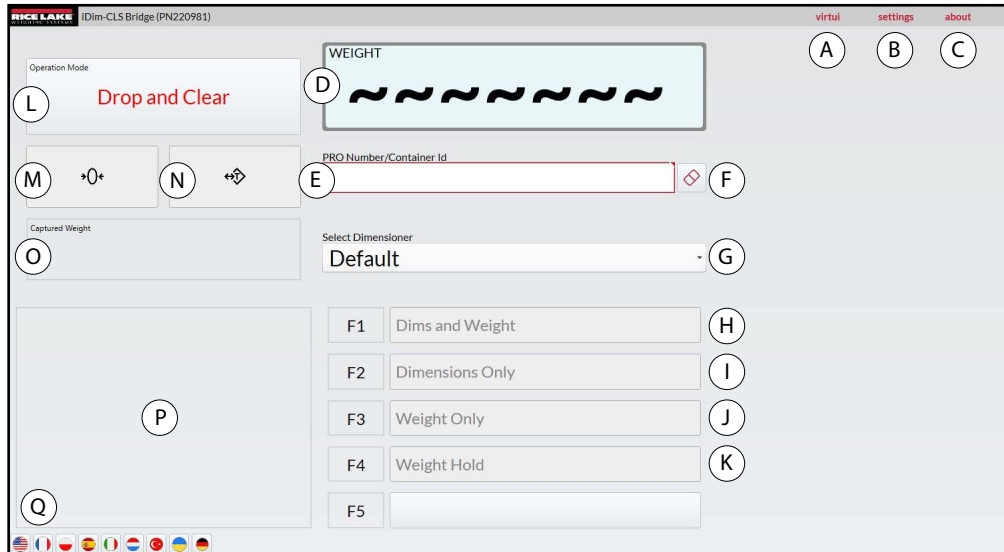 RICE LAKE WEIGHING SYSTEMS iDim-CLS Bridge (PN220981) virtui settings about
A B C
Operation Mode
Drop and Clear
L
WEIGHT
D ~~~~~~~
M →0← N ↔T
PRO Number/Container Id
E F
Captured Weight
O
Select Dimensioner
Default G
F1 Dims and Weight H
F2 Dimensions Only I
F3 Weight Only J
F4 Weight Hold K
F5
P
Q